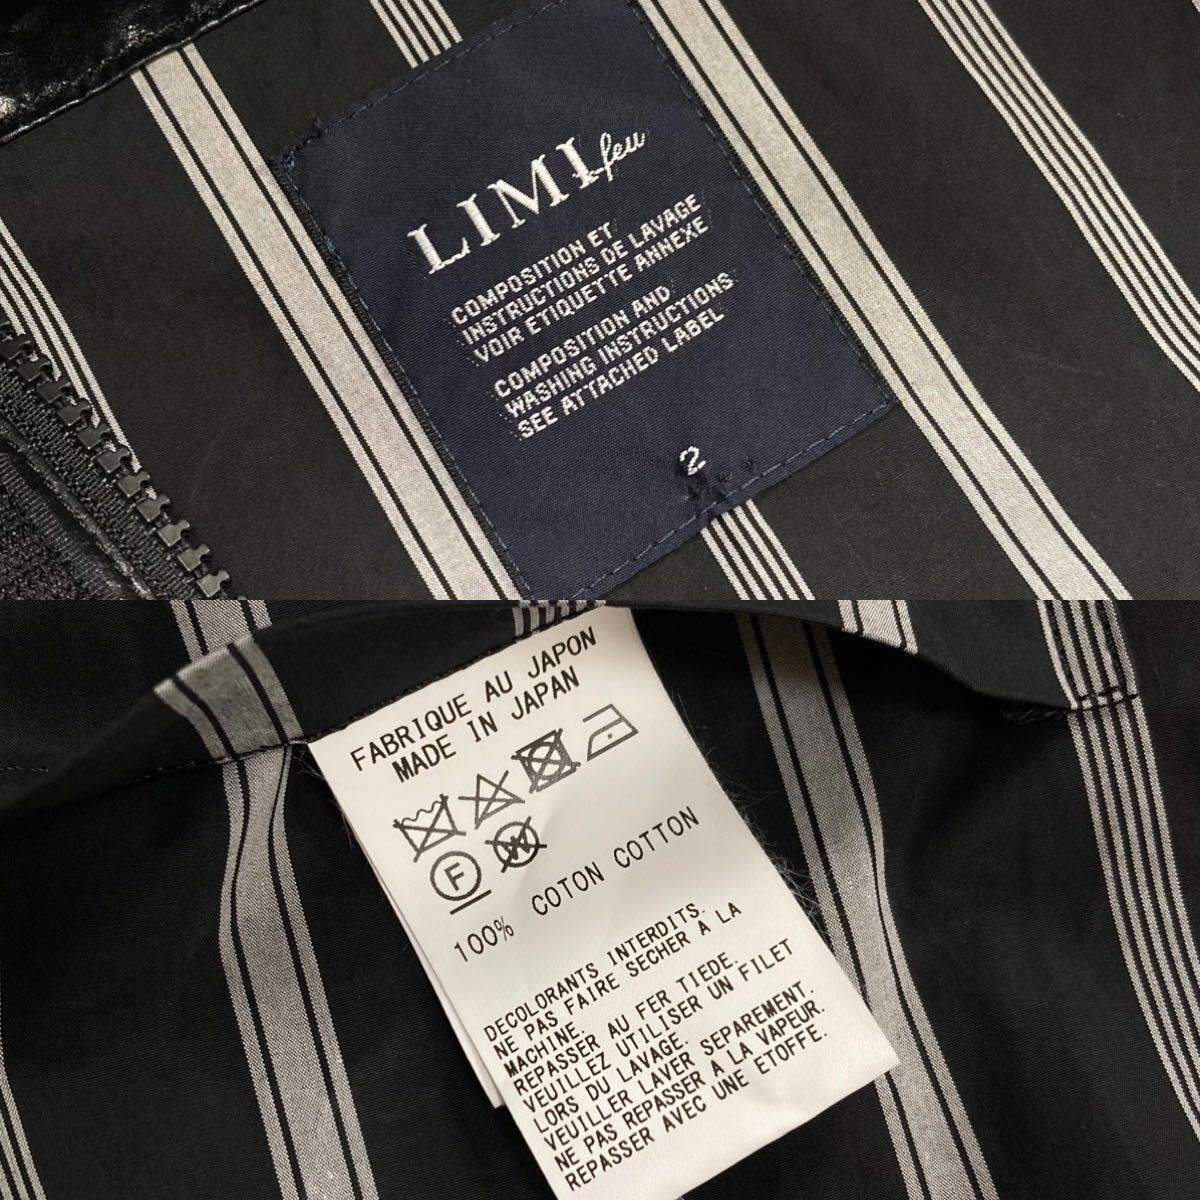 LIMI feu
COMPOSITION ET
INSTRUCTIONS DE LAVAGE
VOIR ETIQUETTE ANNEXE
COMPOSITION AND
WASHING INSTRUCTIONS
SEE ATTACHED LABEL
2
FABRIQUE AU JAPON
MADE IN JAPAN
F W
100% COTON COTTON
DECOLORANTS INTERDITS.
NE PAS FAIRE SECHER A LA
MACHINE.
REPASSER AU FER TIEDE.
VEUILLEZ UTILISER UN FILET
LORS DU LAVAGE.
VEUILLER LAVER SEPAREMENT.
NE PAS REPASSER A LA VAPEUR.
REPASSER AVEC UNE ETOFFE.